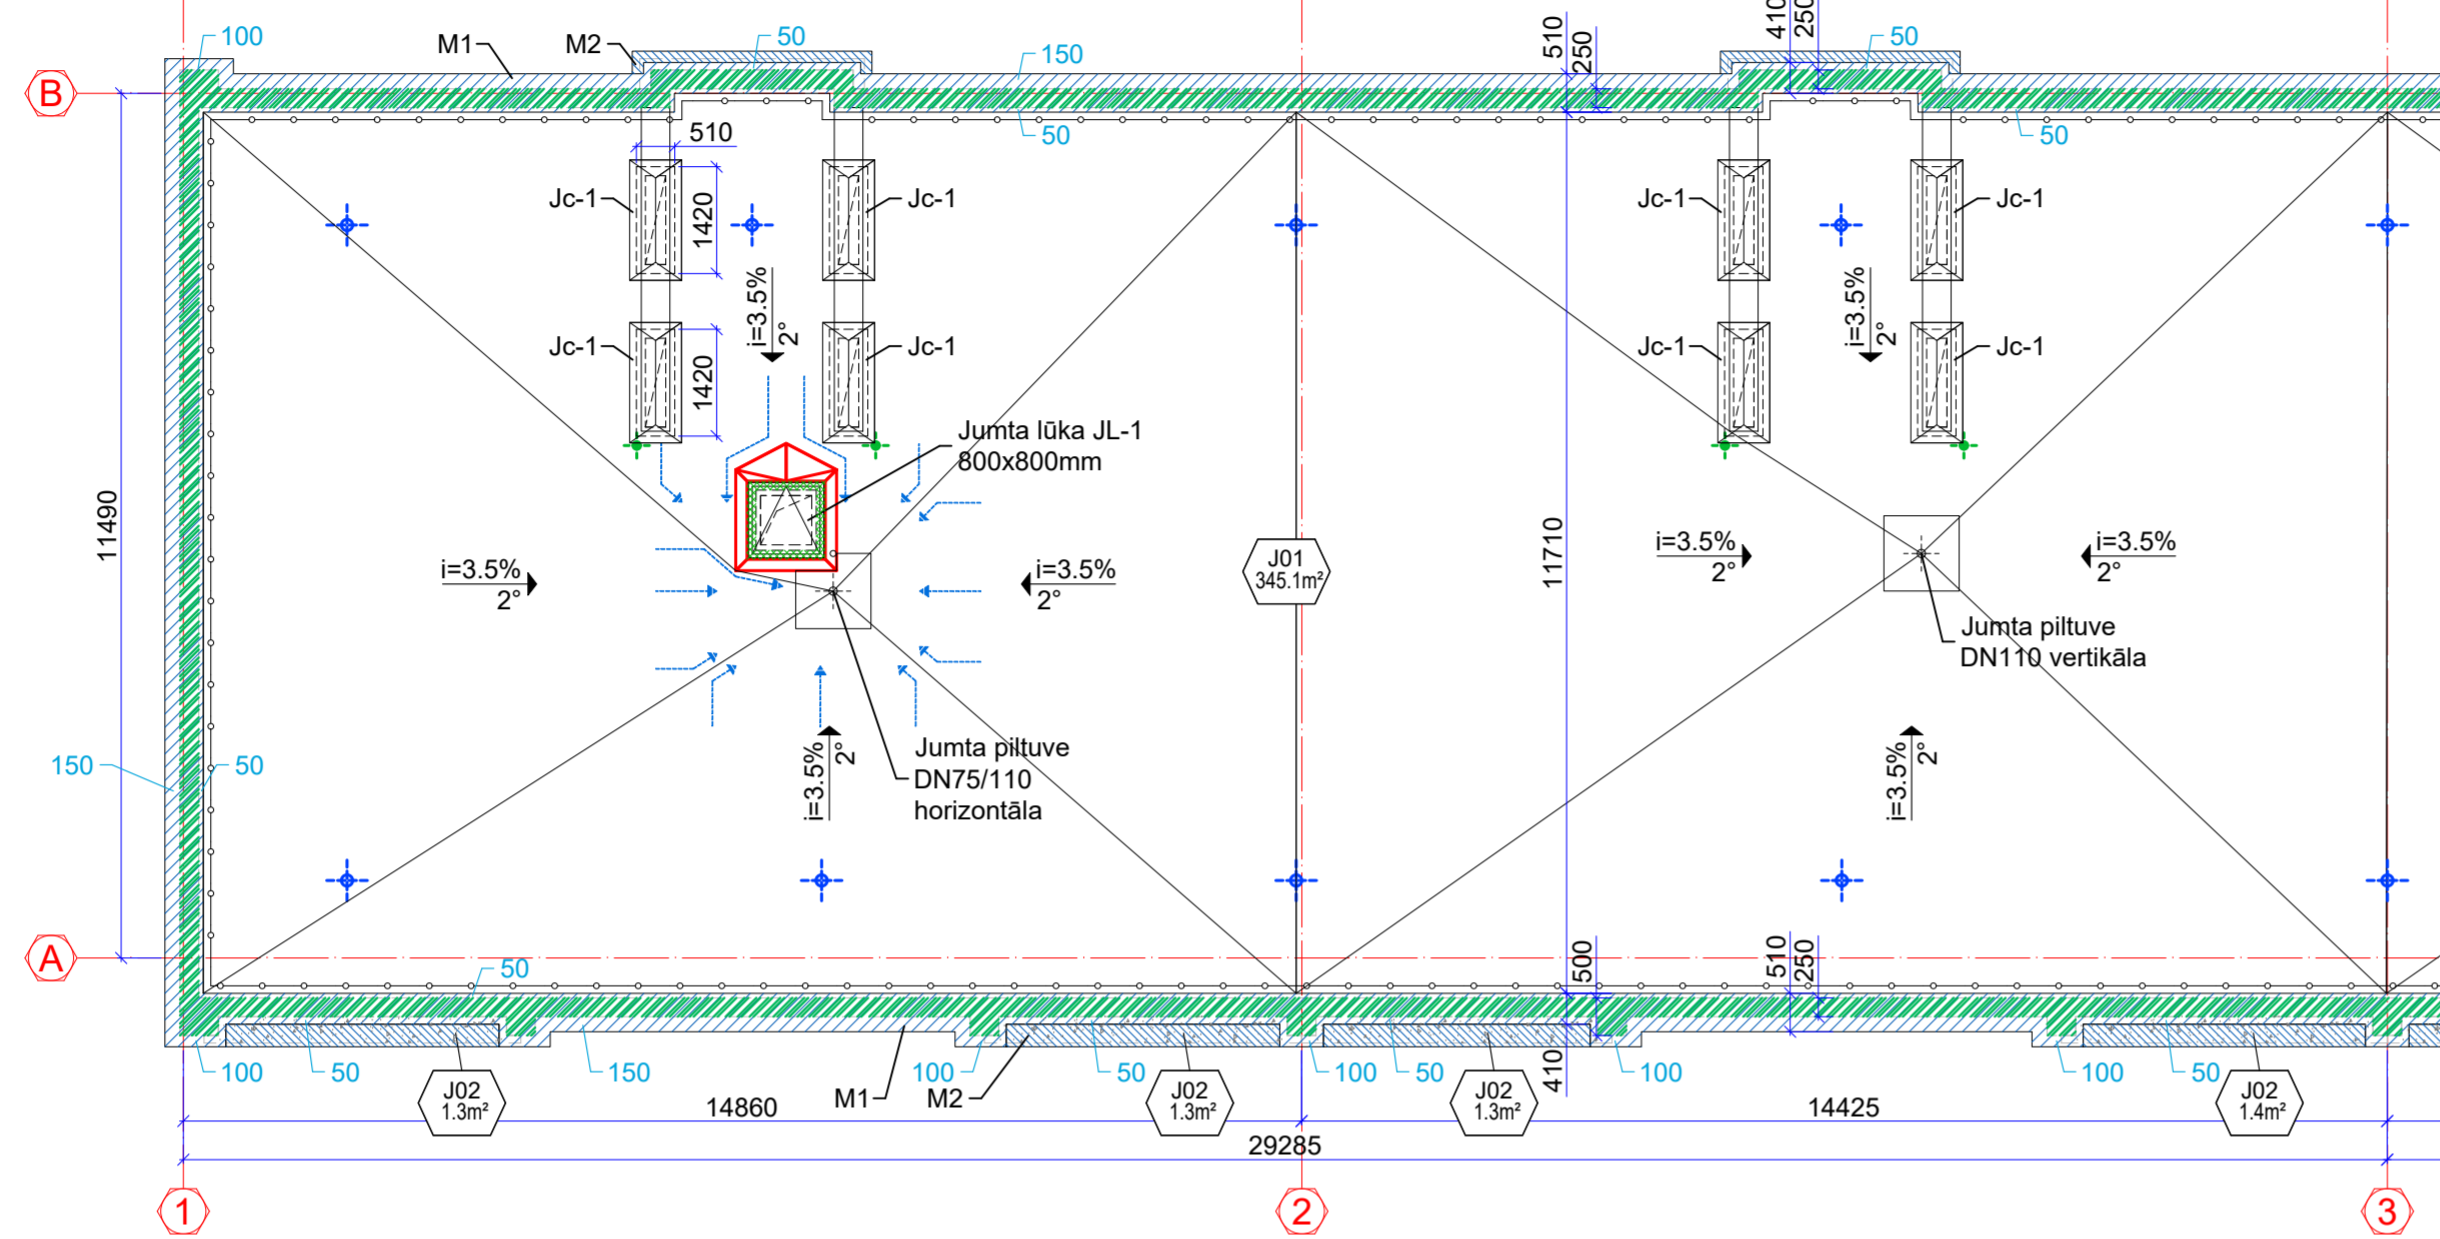 410
250
100
M1
M2
50
150
510
250
50
B
510
50
50
Jc-1
1420
Jc-1
Jc-1
Jc-1
i=3.5%
2°
i=3.5%
2°
Jc-1
1420
Jc-1
Jc-1
Jc-1
Jumta lūka JL-1
800x800mm
11490
11710
J01
345.1m²
i=3.5%
2°
i=3.5%
2°
i=3.5%
2°
i=3.5%
2°
Jumta piltuve
DN110 vertikāla
150
50
i=3.5%
2°
Jumta piltuve
DN75/110
horizontāla
i=3.5%
2°
A
50
500
510
250
410
100
50
J02
1.3m²
150
M1
100
M2
50
J02
1.3m²
100
50
J02
1.3m²
100
100
50
J02
1.4m²
14860
14425
29285
1
2
3